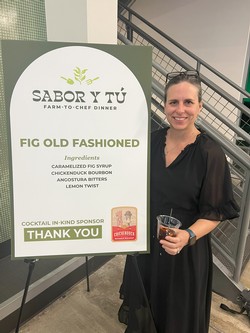 SABOR Y TÚ
FARM-TO-CHEF DINNER
FIG OLD FASHIONED
Ingredients
CARAMELIZED FIG SYRUP
CHICKENDUCK BOURBON
ANGOSTURA BITTERS
LEMON TWIST
COCKTAIL IN-KIND SPONSOR
THANK YOU